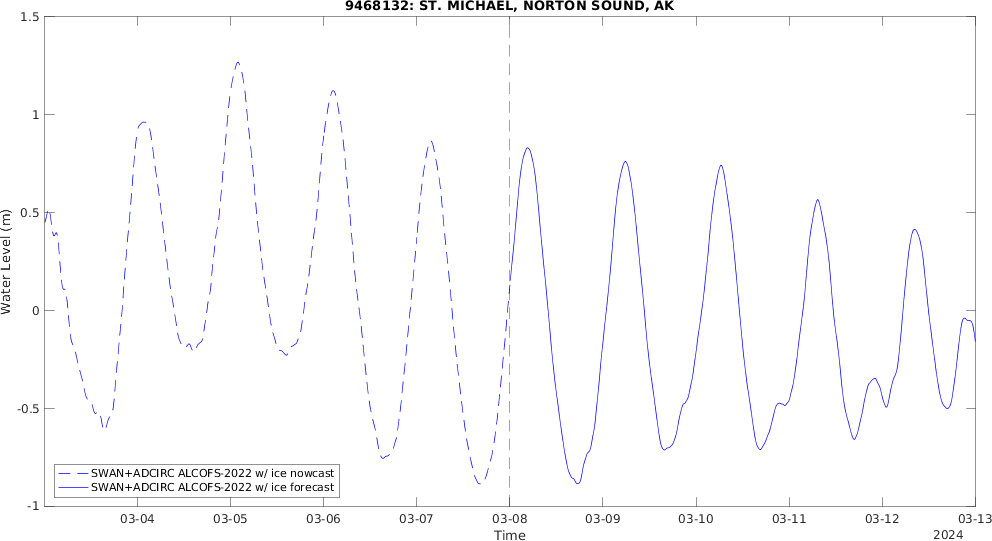 9468132: ST. MICHAEL, NORTON SOUND, AK
1.5
1
0.5
0
-0.5
-1
Water Level (m)
SWAN+ADCIRC ALCOFS-2022 w/ ice nowcast
SWAN+ADCIRC ALCOFS-2022 w/ ice forecast
03-04 03-05 03-06 03-07 03-08 03-09 03-10 03-11 03-12 03-13
Time
2024